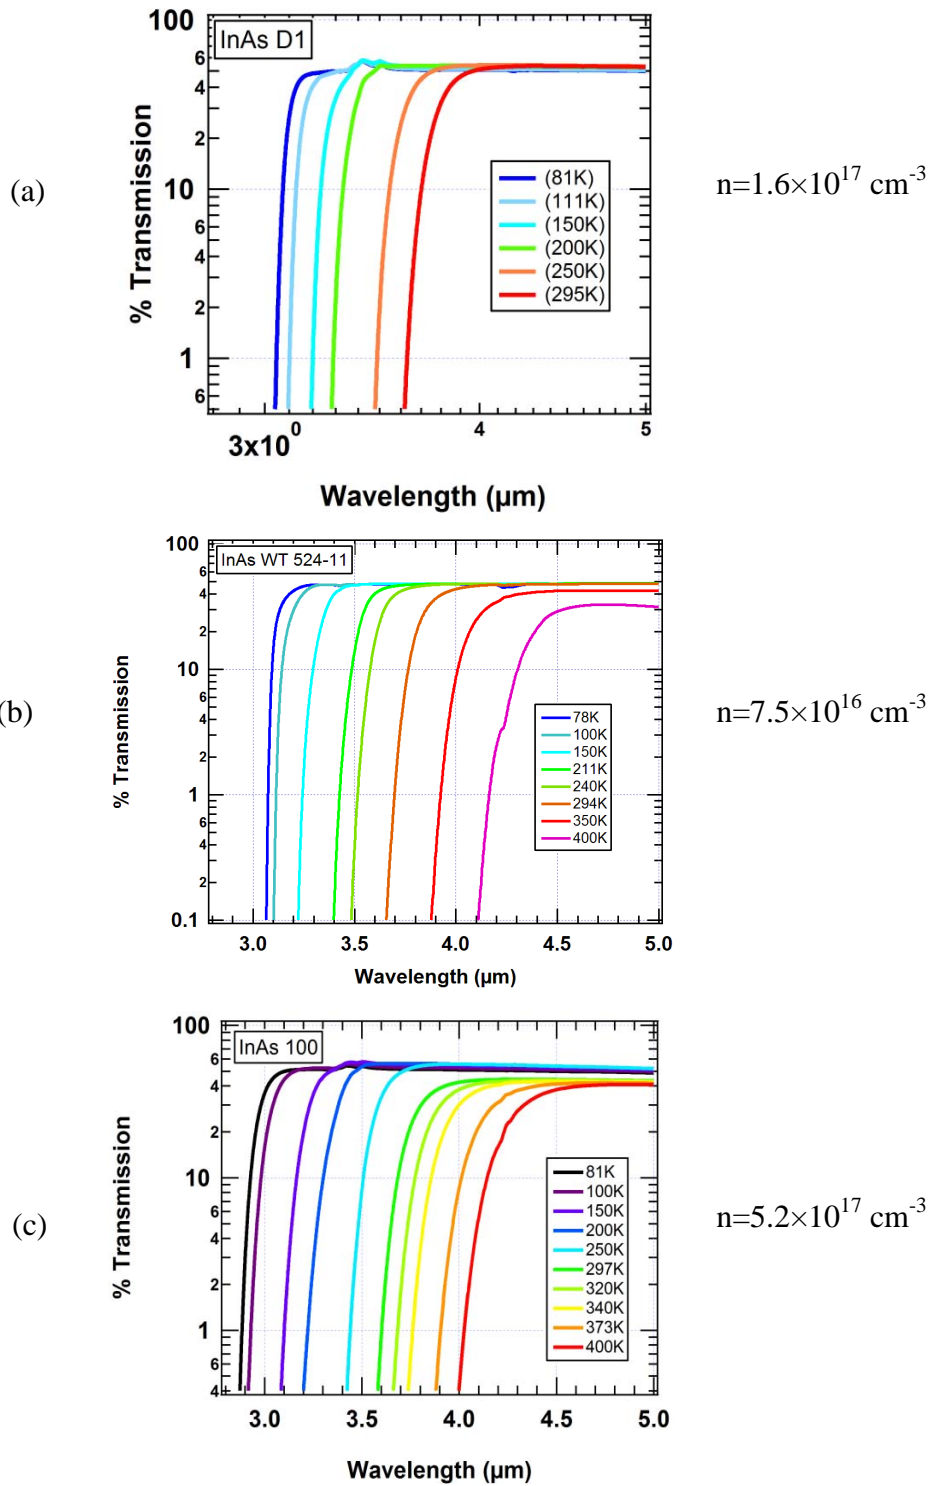 InAs D1
100
6
4
2
10
6
4
2
1
6
% Transmission
(a)
(81K)
(111K)
(150K)
(200K)
(250K)
(295K)
n=1.6×10^17 cm^-3
3x10^0
4
5
Wavelength (µm)
InAs WT 524-11
100
6
4
2
10
6
4
2
1
6
4
2
0.1
% Transmission
(b)
78K
100K
150K
211K
240K
294K
350K
400K
n=7.5×10^16 cm^-3
3.0 3.5 4.0 4.5 5.0
Wavelength (µm)
InAs 100
100
6
4
2
10
6
4
2
1
6
4
% Transmission
(c)
81K
100K
150K
200K
250K
297K
320K
340K
373K
400K
n=5.2×10^17 cm^-3
3.0 3.5 4.0 4.5 5.0
Wavelength (µm)